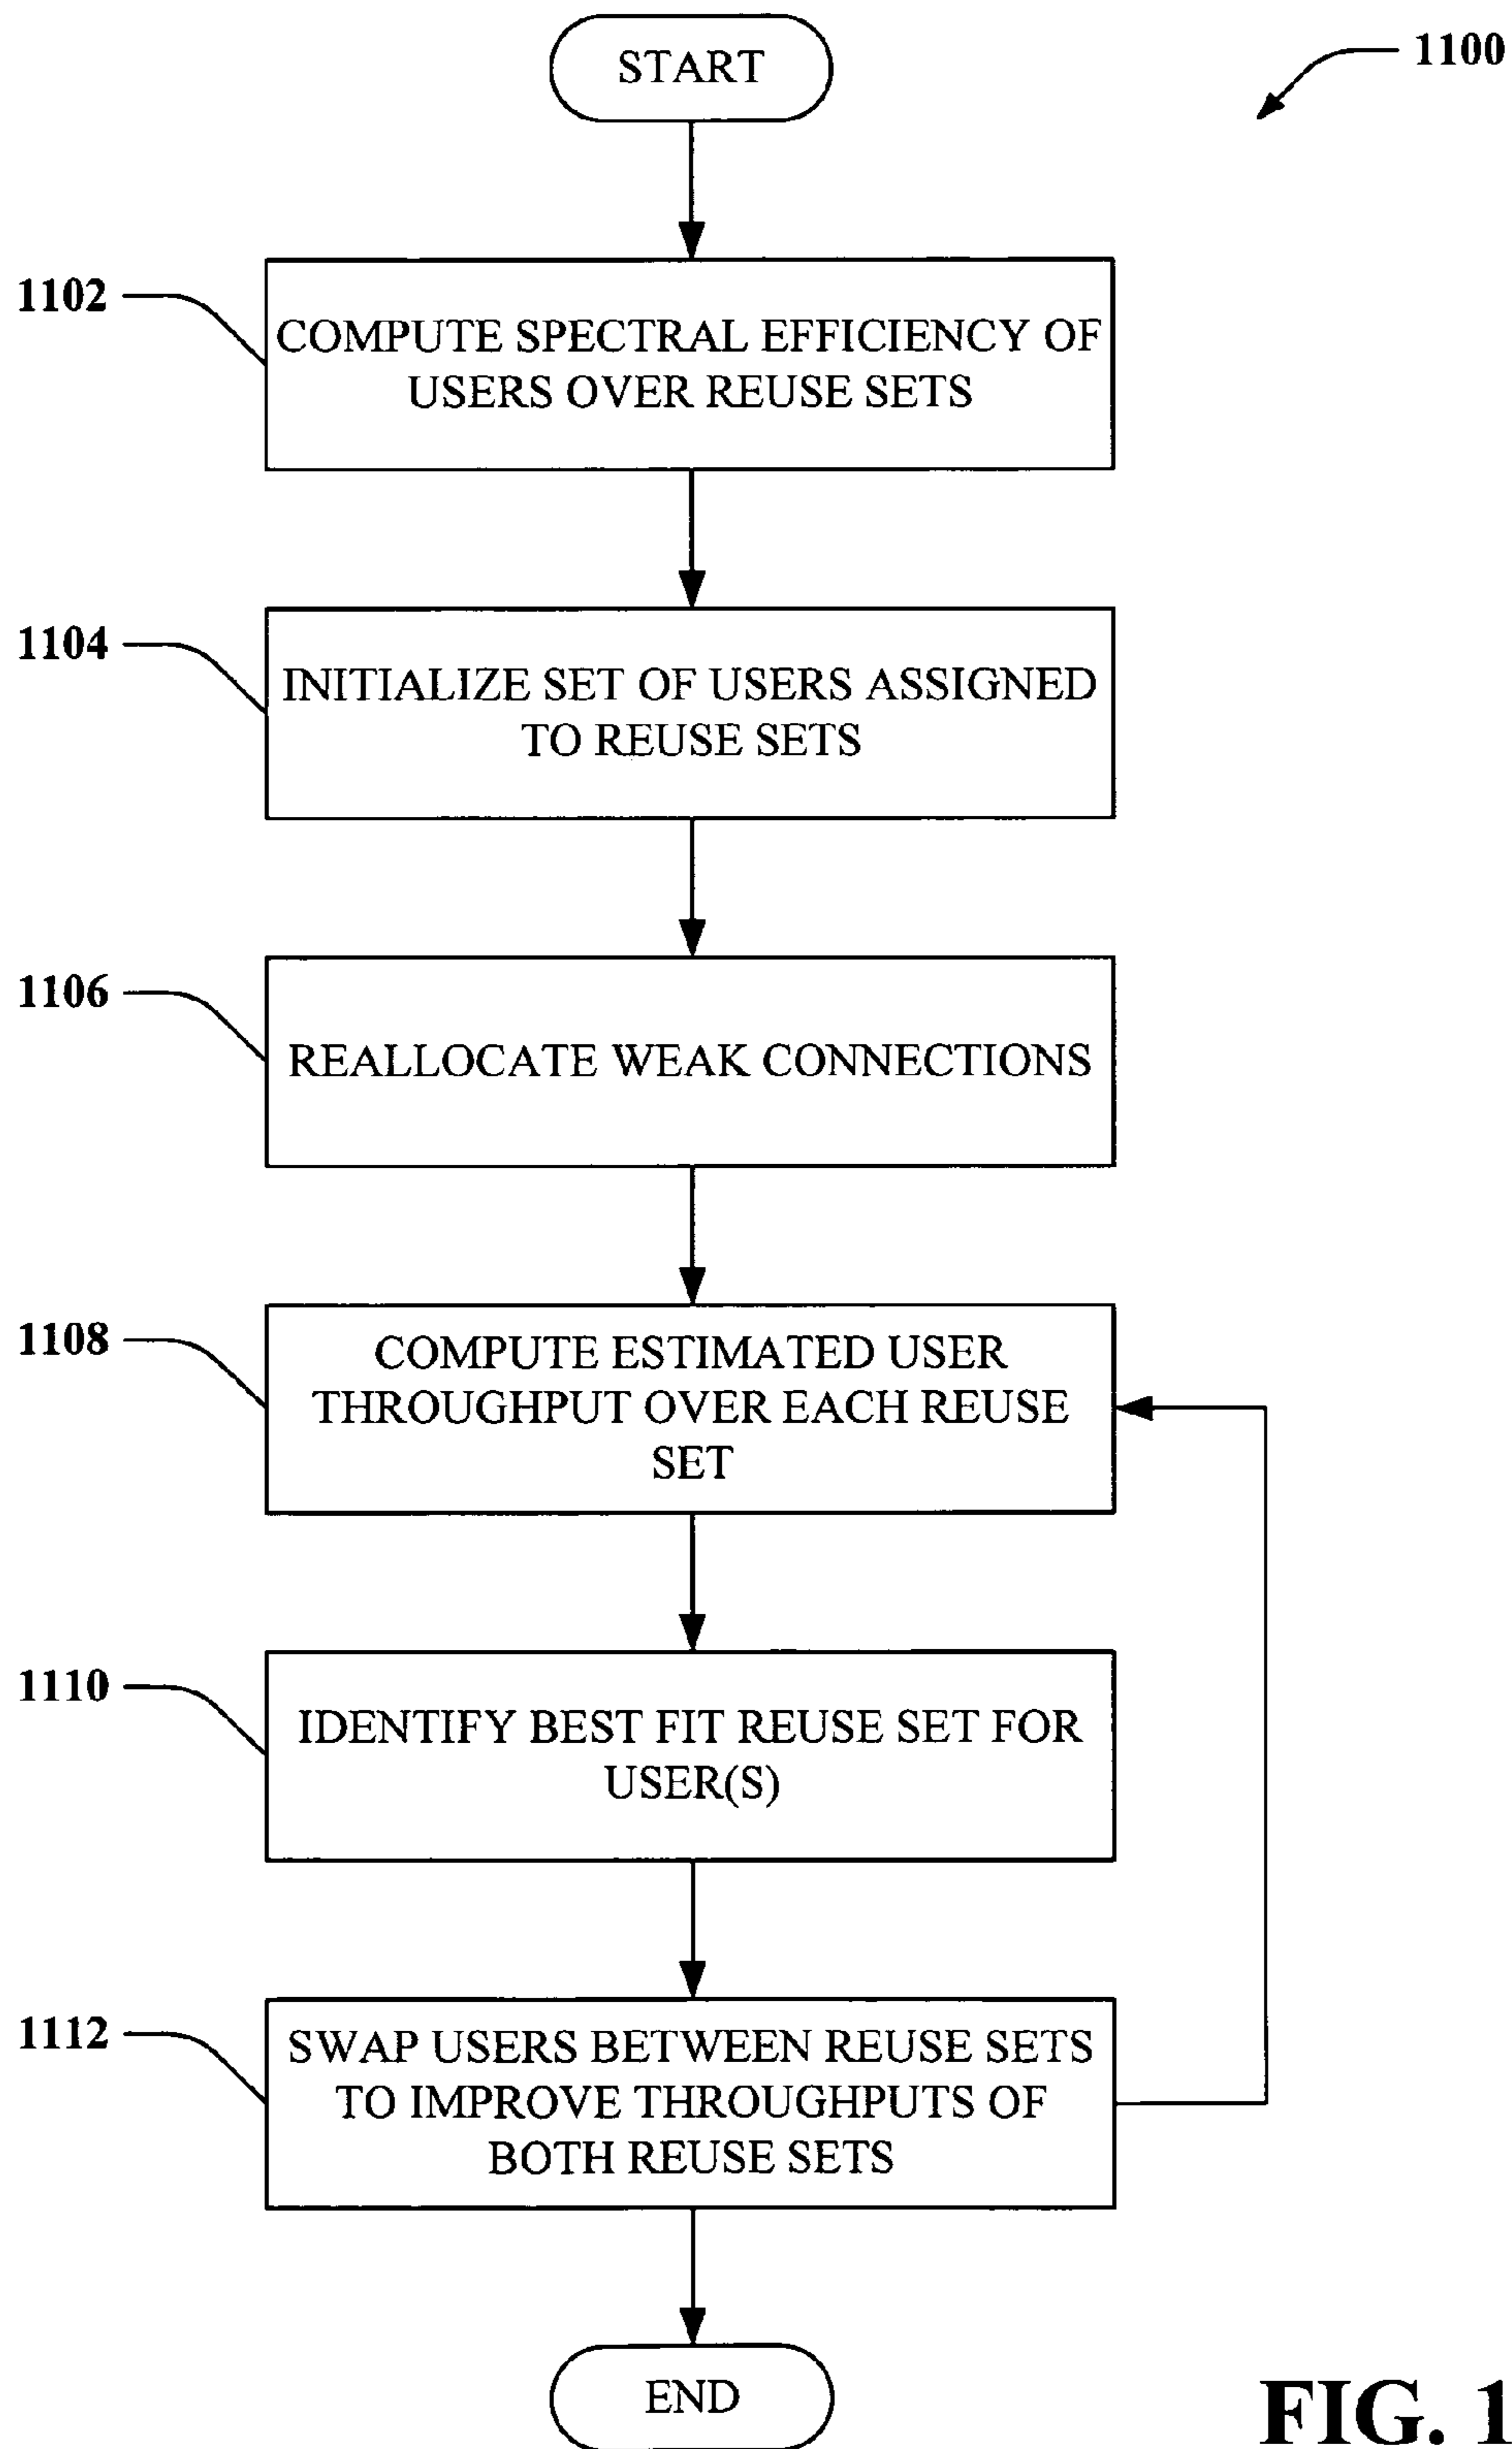 START
1100
1102
COMPUTE SPECTRAL EFFICIENCY OF
USERS OVER REUSE SETS
1104
INITIALIZE SET OF USERS ASSIGNED
TO REUSE SETS
1106
REALLOCATE WEAK CONNECTIONS
1108
COMPUTE ESTIMATED USER
THROUGHPUT OVER EACH REUSE
SET
1110
IDENTIFY BEST FIT REUSE SET FOR
USER(S)
1112
SWAP USERS BETWEEN REUSE SETS
TO IMPROVE THROUGHPUTS OF
BOTH REUSE SETS
END
FIG. 1